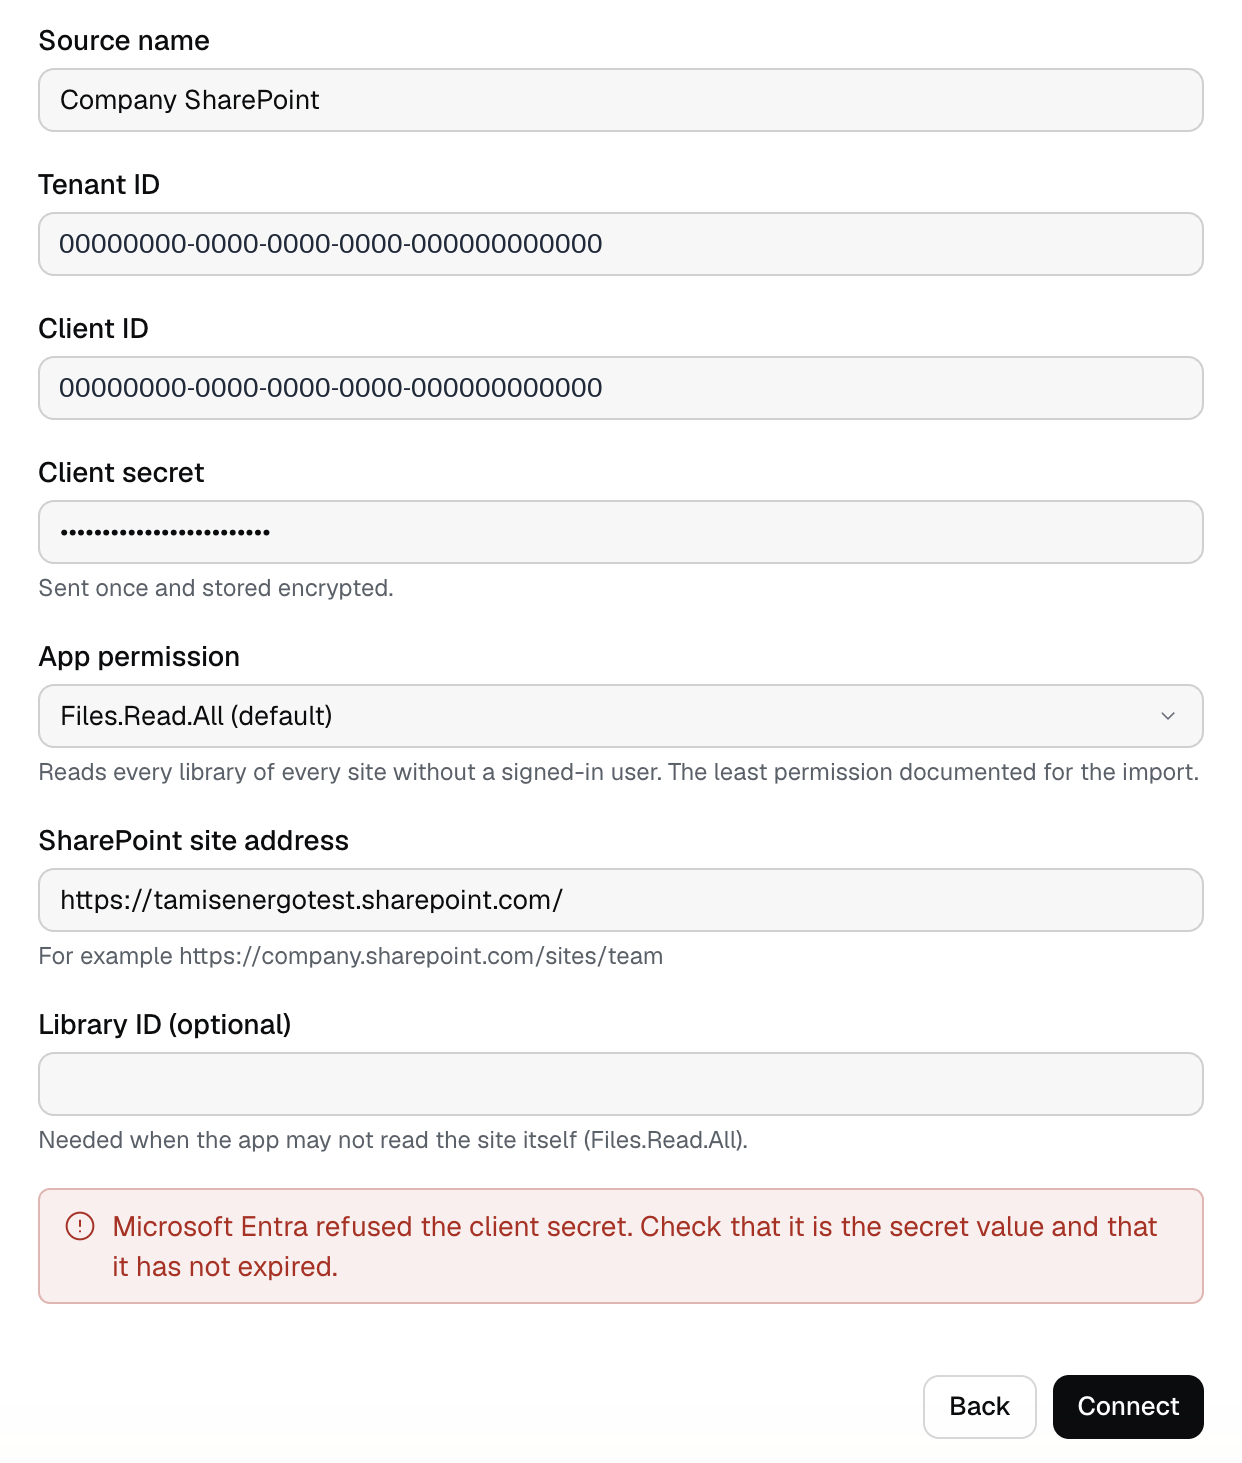 Source name
Company SharePoint
Tenant ID
00000000-0000-0000-0000-000000000000
Client ID
00000000-0000-0000-0000-000000000000
Client secret
•••••••••••••••••••••••••
Sent once and stored encrypted.
App permission
Files.Read.All (default)
Reads every library of every site without a signed-in user. The least permission documented for the import.
SharePoint site address
https://tamisenergotest.sharepoint.com/
For example https://company.sharepoint.com/sites/team
Library ID (optional)
Needed when the app may not read the site itself (Files.Read.All).
Microsoft Entra refused the client secret. Check that it is the secret value and that
it has not expired.
Back
Connect